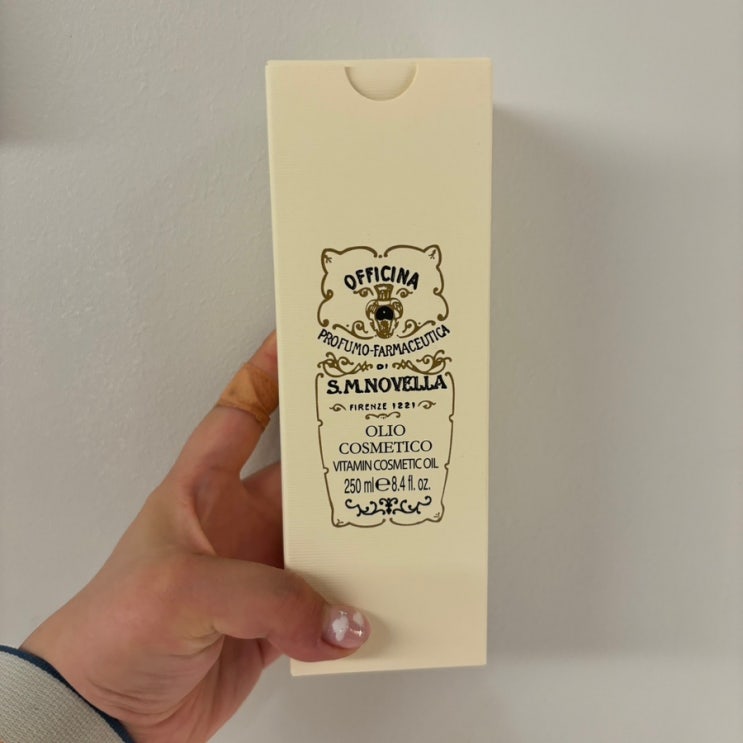 OFFICINA
PROFUMO-FARMACEUTICA
DI
S.M.NOVELLA
FIRENZE 1221
OLIO
COSMETICO
VITAMIN COSMETIC OIL
250 ml ℮ 8.4 fl. oz.